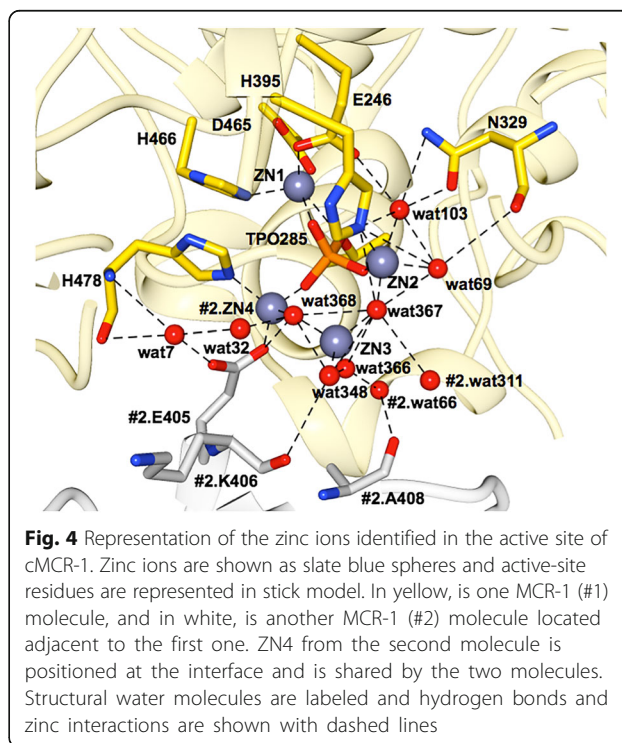 H395
E246
D465
N329
H466
ZN1
wat103
TPO285
H478
wat368
ZN2
wat69
#2.ZN4
wat367
ZN3
wat7
wat32
wat366
#2.wat311
wat348
#2.wat66
#2.E405
#2.K406
#2.A408
Fig. 4 Representation of the zinc ions identified in the active site of
cMCR-1. Zinc ions are shown as slate blue spheres and active-site
residues are represented in stick model. In yellow, is one MCR-1 (#1)
molecule, and in white, is another MCR-1 (#2) molecule located
adjacent to the first one. ZN4 from the second molecule is
positioned at the interface and is shared by the two molecules.
Structural water molecules are labeled and hydrogen bonds and
zinc interactions are shown with dashed lines